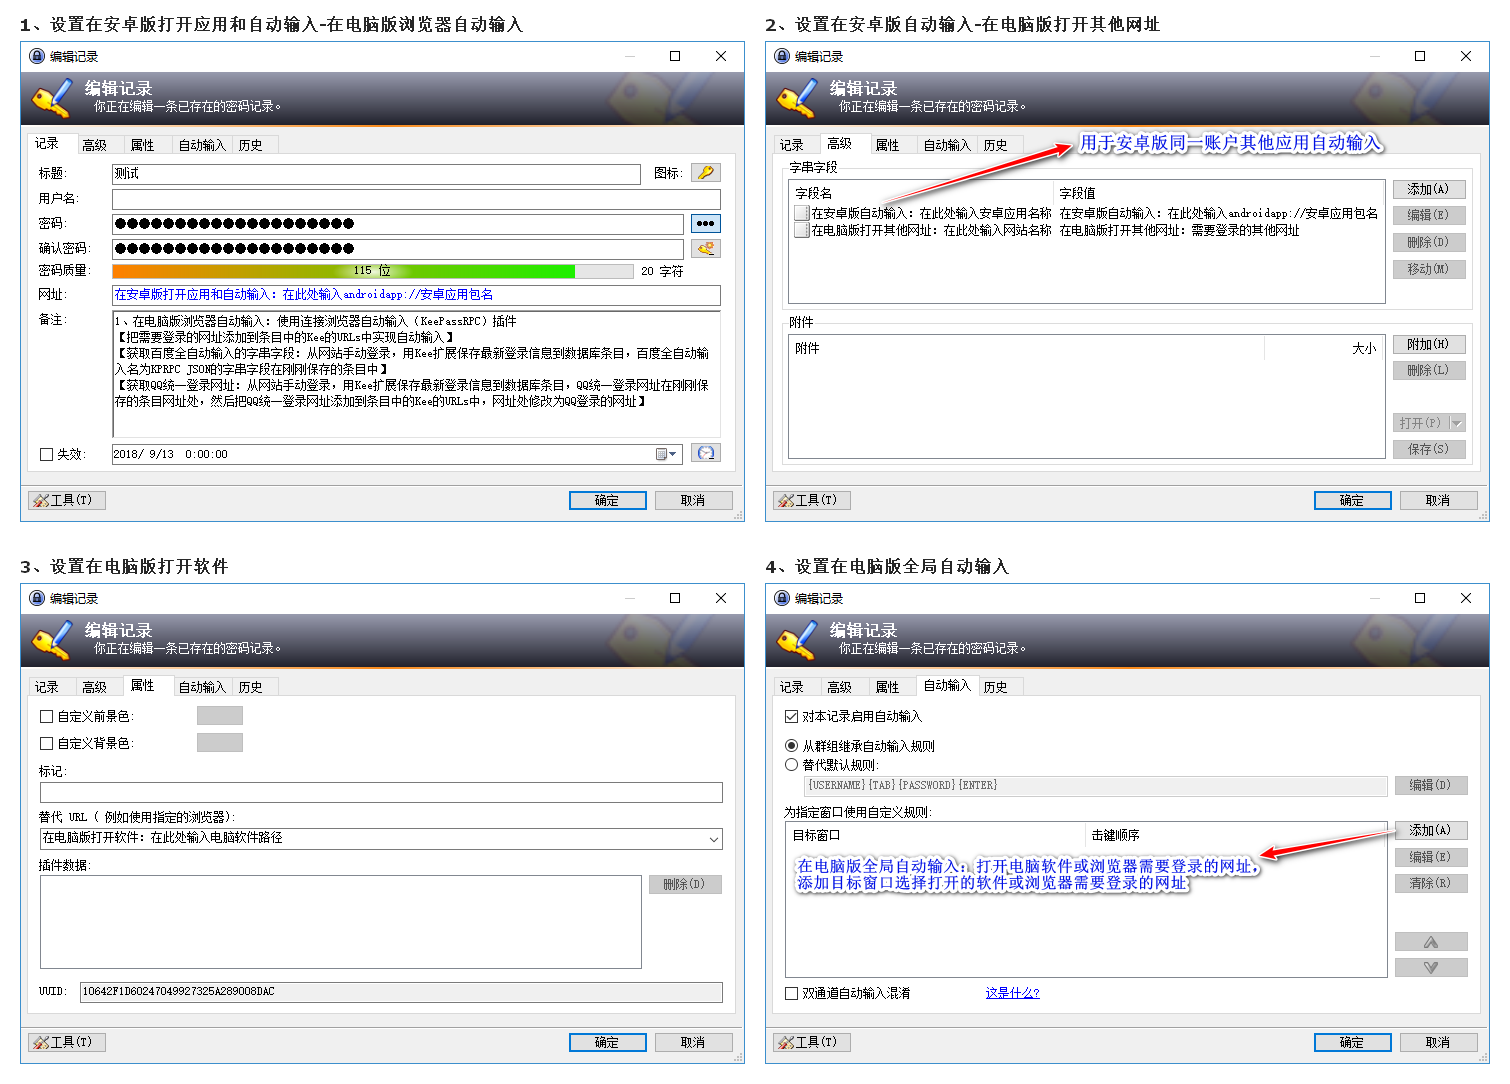 1、设置在安卓版打开应用和自动输入-在电脑版浏览器自动输入
编辑记录
编辑记录
你正在编辑一条已存在的密码记录。
记录 高级 属性 自动输入 历史
标题: 测试 图标:
用户名:
密码: ●●●●●●●●●●●●●●●●●●●●
确认密码: ●●●●●●●●●●●●●●●●●●●●
密码质量: 115 位 20 字符
网址: 在安卓版打开应用和自动输入: 在此处输入androidapp://安卓应用包名
备注: 1、在电脑版浏览器自动输入: 使用连接浏览器自动输入 (KeePassRPC) 插件
【把需要登录的网址添加到条目中的Kee的URLs中实现自动输入】
【获取百度全自动输入的字串字段: 从网站手动登录, 用Kee扩展保存最新登录信息到数据库条目, 百度全自动输
入名为KPRPC JSON的字串字段在刚刚保存的条目中】
【获取QQ统一登录网址: 从网站手动登录, 用Kee扩展保存最新登录信息到数据库条目, QQ统一登录网址在刚刚保
存的条目网址处, 然后把QQ统一登录网址添加到条目中的Kee的URLs中, 网址处修改为QQ登录的网址】
失效: 2018/ 9/13 0:00:00
工具(T) 确定 取消
2、设置在安卓版自动输入-在电脑版打开其他网址
编辑记录
编辑记录
你正在编辑一条已存在的密码记录。
记录 高级 属性 自动输入 历史
用于安卓版同一账户其他应用自动输入
字串字段
字段名 字段值 添加(A)
在安卓版自动输入: 在此处输入安卓应用名称 在安卓版自动输入: 在此处输入androidapp://安卓应用包名 编辑(E)
在电脑版打开其他网址: 在此处输入网站名称 在电脑版打开其他网址: 需要登录的其他网址
删除(D)
移动(M)
附件
附件 大小 附加(H)
删除(L)
打开(P)
保存(S)
工具(T) 确定 取消
3、设置在电脑版打开软件
编辑记录
编辑记录
你正在编辑一条已存在的密码记录。
记录 高级 属性 自动输入 历史
自定义前景色:
自定义背景色:
标记:
替代 URL ( 例如使用指定的浏览器):
在电脑版打开软件: 在此处输入电脑软件路径
插件数据:
删除(D)
UUID: 10642F1D60247049927325A289008DAC
工具(T) 确定 取消
4、设置在电脑版全局自动输入
编辑记录
编辑记录
你正在编辑一条已存在的密码记录。
记录 高级 属性 自动输入 历史
对本记录启用自动输入
从群组继承自动输入规则
替代默认规则:
{USERNAME}{TAB}{PASSWORD}{ENTER} 编辑(D)
为指定窗口使用自定义规则:
目标窗口 击键顺序 添加(A)
在电脑版全局自动输入: 打开电脑软件或浏览器需要登录的网址, 编辑(E)
添加目标窗口选择打开的软件或浏览器需要登录的网址 清除(R)
双通道自动输入混淆 这是什么?
工具(T) 确定 取消